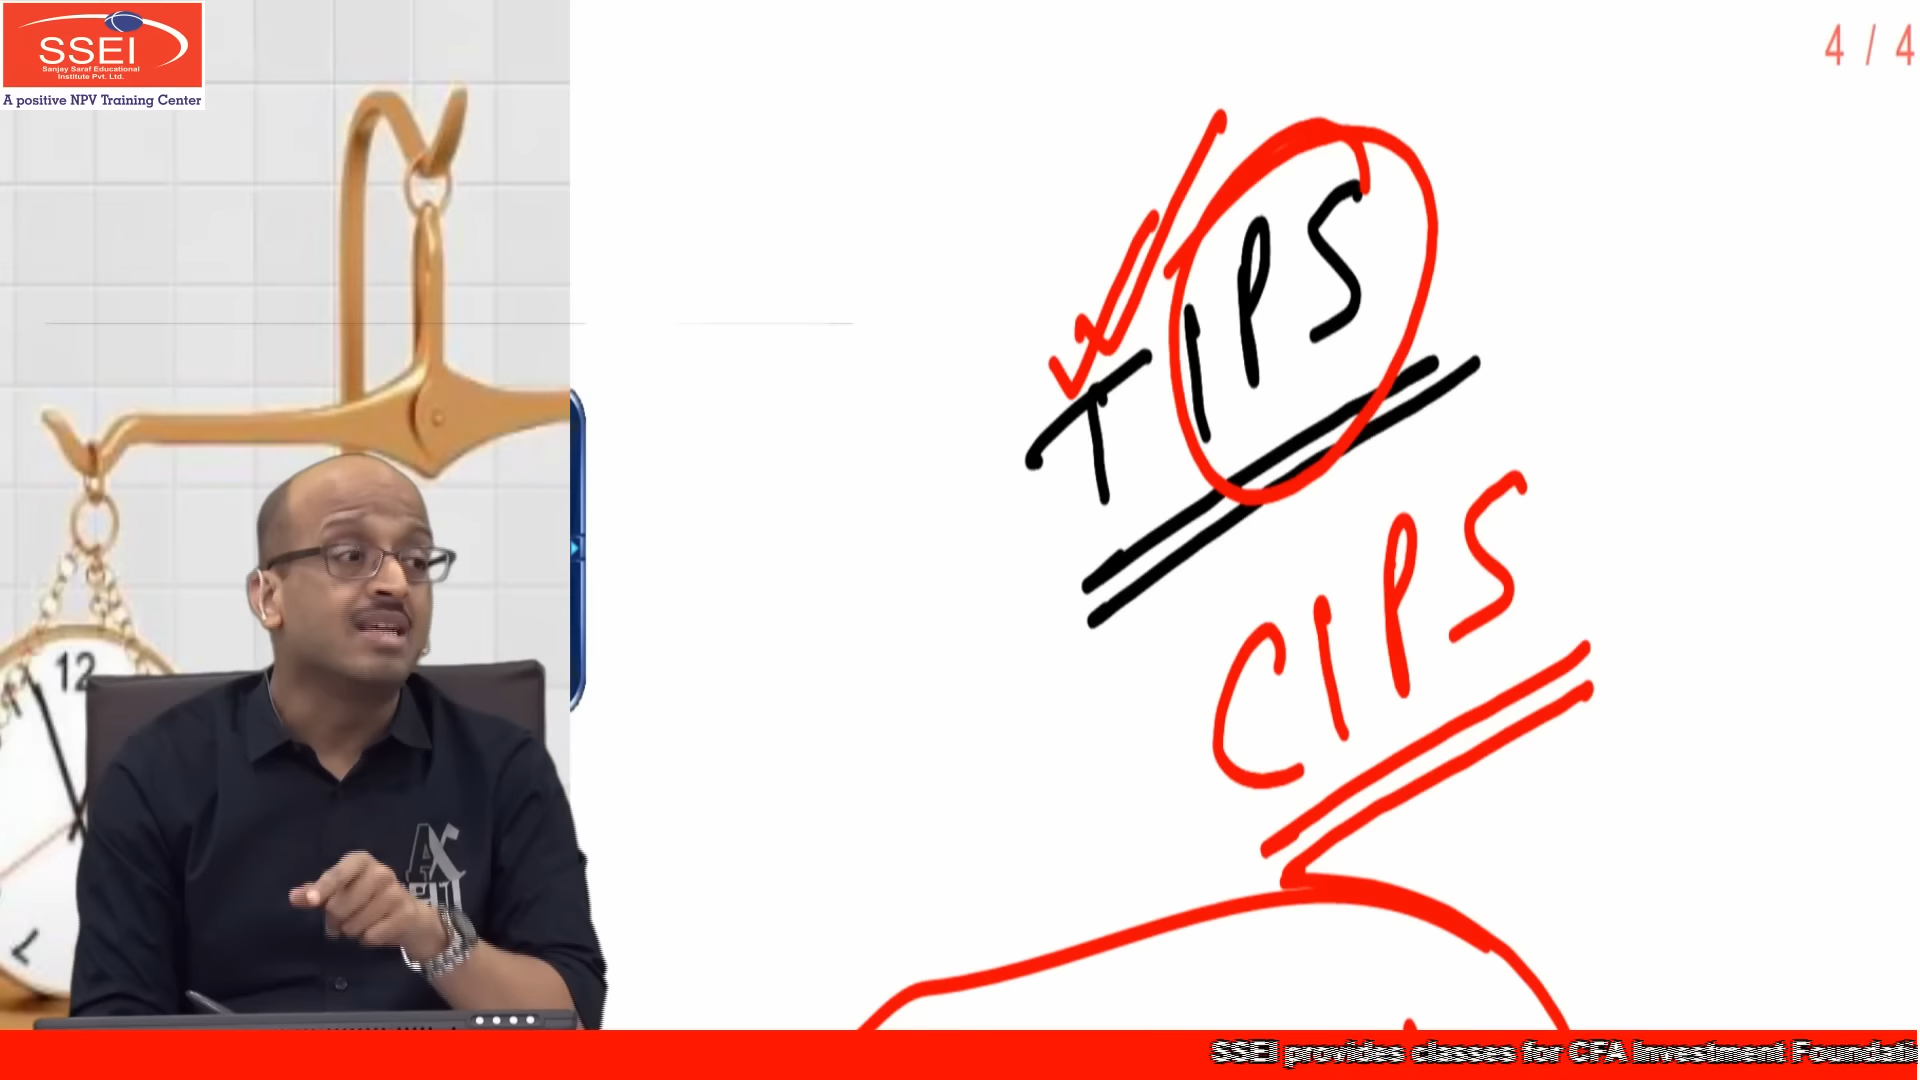 SSEI
Sanjay Saraf Educational
Institute Pvt. Ltd.
A positive NPV Training Center
4 / 4
TIPS
CIPS
12
SSEI provides classes for CFA Investment Foundati